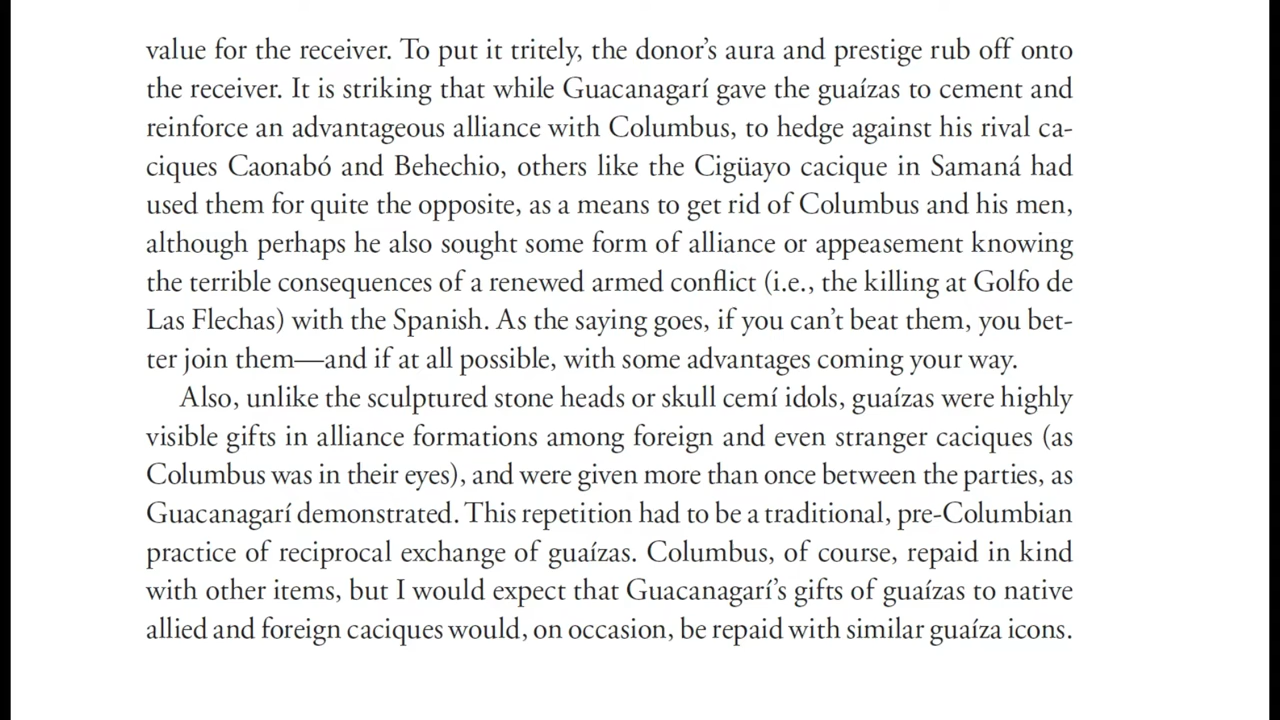 value for the receiver. To put it tritely, the donor’s aura and prestige rub off onto
the receiver. It is striking that while Guacanagarí gave the guaízas to cement and
reinforce an advantageous alliance with Columbus, to hedge against his rival ca-
ciques Caonabó and Behechio, others like the Cigüayo cacique in Samaná had
used them for quite the opposite, as a means to get rid of Columbus and his men,
although perhaps he also sought some form of alliance or appeasement knowing
the terrible consequences of a renewed armed conflict (i.e., the killing at Golfo de
Las Flechas) with the Spanish. As the saying goes, if you can’t beat them, you bet-
ter join them—and if at all possible, with some advantages coming your way.
Also, unlike the sculptured stone heads or skull cemí idols, guaízas were highly
visible gifts in alliance formations among foreign and even stranger caciques (as
Columbus was in their eyes), and were given more than once between the parties, as
Guacanagarí demonstrated. This repetition had to be a traditional, pre-Columbian
practice of reciprocal exchange of guaízas. Columbus, of course, repaid in kind
with other items, but I would expect that Guacanagarí’s gifts of guaízas to native
allied and foreign caciques would, on occasion, be repaid with similar guaíza icons.